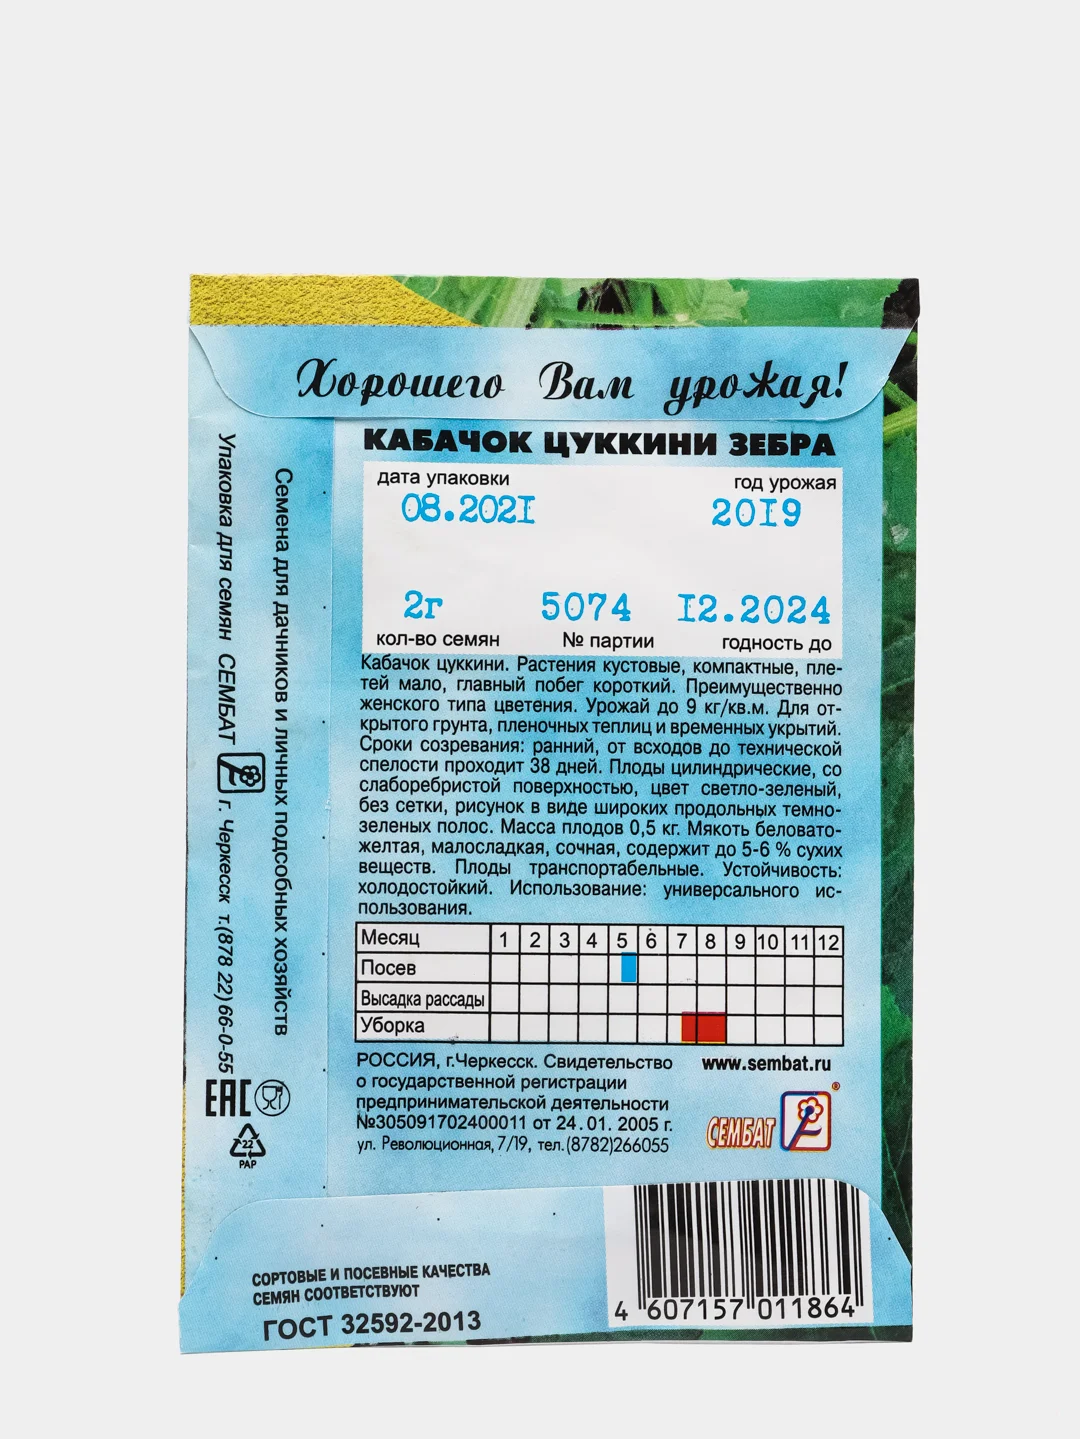 Хорошего Вам урожая!
КАБАЧОК ЦУККИНИ ЗЕБРА
дата упаковки
год урожая
08.2021
2019
2г
5074
12.2024
кол-во семян
№ партии
годность до
Кабачок цуккини. Растения кустовые, компактные, пле-
тей мало, главный побег короткий. Преимущественно
женского типа цветения. Урожай до 9 кг/кв.м. Для от-
крытого грунта, пленочных теплиц и временных укрытий.
Сроки созревания: ранний, от всходов до технической
спелости проходит 38 дней. Плоды цилиндрические, со
слаборебристой поверхностью, цвет светло-зеленый,
без сетки, рисунок в виде широких продольных темно-
зеленых полос. Масса плодов 0,5 кг. Мякоть беловато-
желтая, малосладкая, сочная, содержит до 5-6 % сухих
веществ. Плоды транспортабельные. Устойчивость:
холодостойкий. Использование: универсального ис-
пользования.
Месяц 1 2 3 4 5 6 7 8 9 10 11 12
Посев
Высадка рассады
Уборка
РОССИЯ, г.Черкесск. Свидетельство
о государственной регистрации
предпринимательской деятельности
№305091702400011 от 24.01. 2005 г.
ул. Революционная, 7/19, тел.(8782)266055
www.sembat.ru
СЕМБАТ
®
Семена для дачников и личных подсобных хозяйств
Упаковка для семян СЕМБАТ г. Черкесск т.(878 22) 66-0-55
ЕАС
22
PAP
СОРТОВЫЕ И ПОСЕВНЫЕ КАЧЕСТВА
СЕМЯН СООТВЕТСТВУЮТ
ГОСТ 32592-2013
4 607157 011864